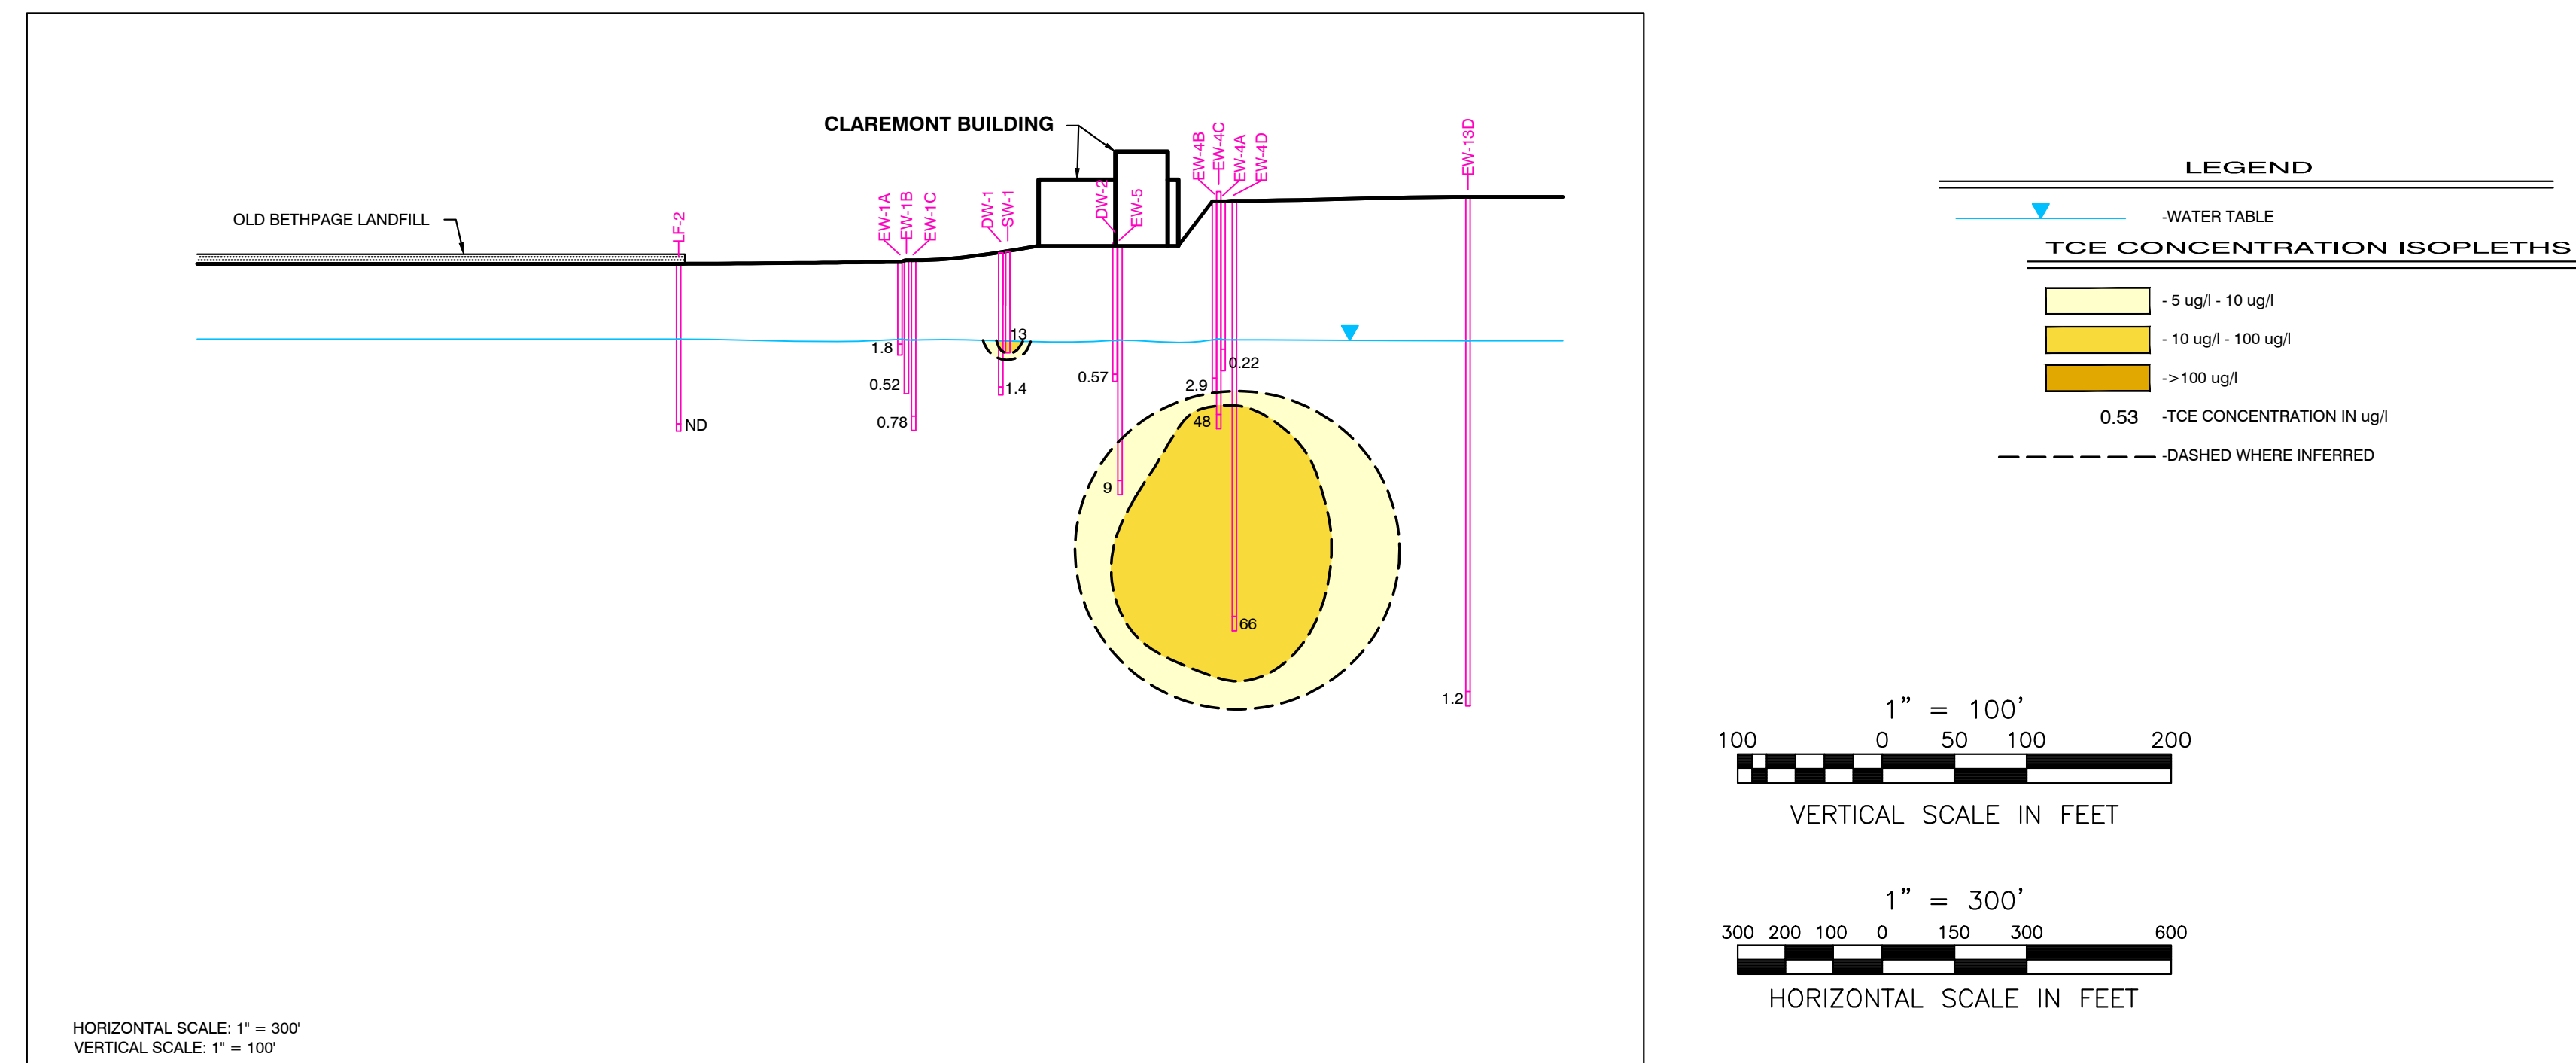 CLAREMONT BUILDING
OLD BETHPAGE LANDFILL
LF-2
EW-1A
EW-1B
EW-1C
DW-1
SW-1
DW-2
EW-5
EW-4B
EW-4C
EW-4A
EW-4D
EW-13D
13
1.8
0.22
0.57
0.52
1.4
2.9
0.78
48
ND
9
66
1.2
HORIZONTAL SCALE: 1" = 300'
VERTICAL SCALE: 1" = 100'
LEGEND
-WATER TABLE
TCE CONCENTRATION ISOPLETHS
- 5 ug/l - 10 ug/l
- 10 ug/l - 100 ug/l
->100 ug/l
0.53 -TCE CONCENTRATION IN ug/l
-DASHED WHERE INFERRED
1” = 100’
100 0 50 100 200
VERTICAL SCALE IN FEET
1” = 300’
300 200 100 0 150 300 600
HORIZONTAL SCALE IN FEET